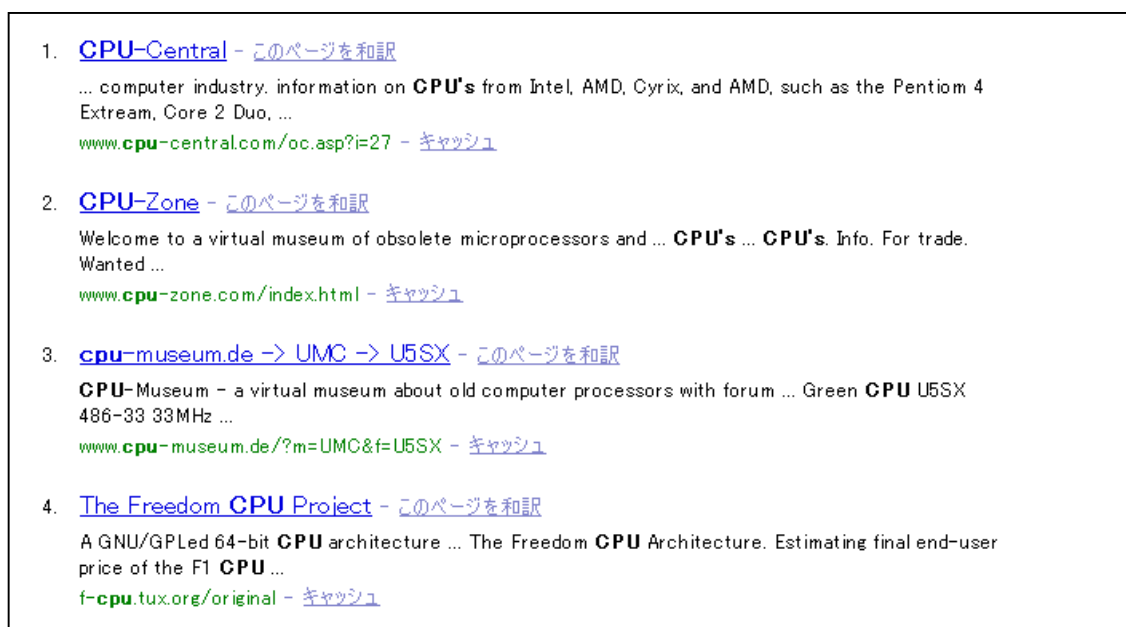 1. CPU-Central - このページを和訳
... computer industry. information on CPU's from Intel, AMD, Cyrix, and AMD, such as the Pentiom 4
Extream, Core 2 Duo, ...
www.cpu-central.com/oc.asp?i=27 - キャッシュ
2. CPU-Zone - このページを和訳
Welcome to a virtual museum of obsolete microprocessors and ... CPU's ... CPU's. Info. For trade.
Wanted ...
www.cpu-zone.com/index.html - キャッシュ
3. cpu-museum.de -> UMC -> U5SX - このページを和訳
CPU-Museum - a virtual museum about old computer processors with forum ... Green CPU U5SX
486-33 33MHz ...
www.cpu-museum.de/?m=UMC&f=U5SX - キャッシュ
4. The Freedom CPU Project - このページを和訳
A GNU/GPLed 64-bit CPU architecture ... The Freedom CPU Architecture. Estimating final end-user
price of the F1 CPU ...
f-cpu.tux.org/original - キャッシュ